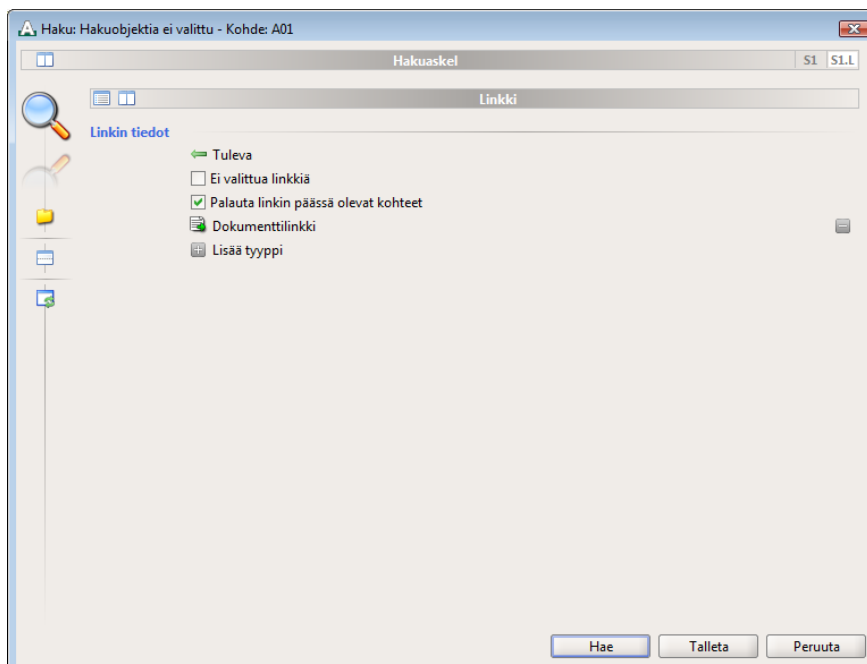 Haku: Hakuobjektia ei valittu - Kohde: A01
Hakuaskel
S1 S1.L
Linkki
Linkin tiedot
Tuleva
Ei valittua linkkiä
Palauta linkin päässä olevat kohteet
Dokumenttilinkki
Lisää tyyppi
Hae Talleta Peruuta